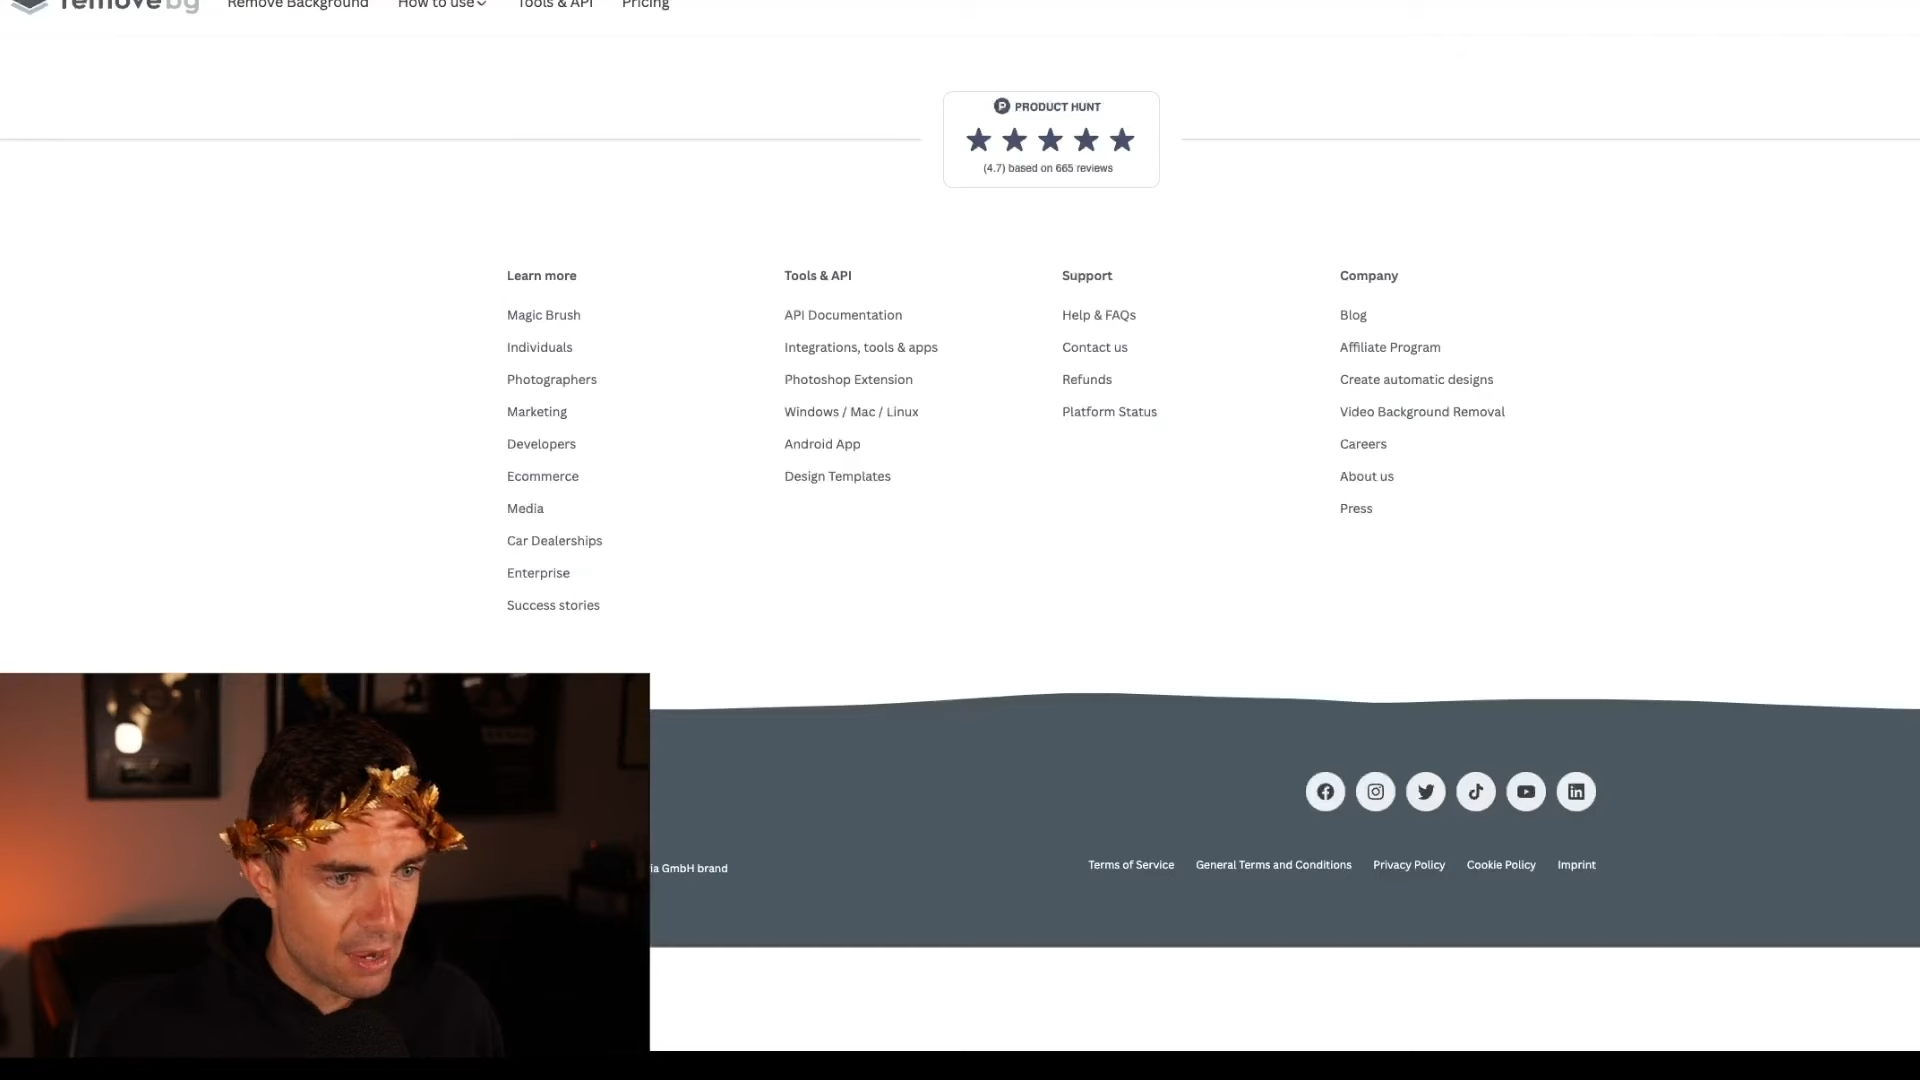 removebg
Remove Background
How to use
Tools & API
Pricing
PRODUCT HUNT
(4.7) based on 665 reviews
Learn more
Magic Brush
Individuals
Photographers
Marketing
Developers
Ecommerce
Media
Car Dealerships
Enterprise
Success stories
Tools & API
API Documentation
Integrations, tools & apps
Photoshop Extension
Windows / Mac / Linux
Android App
Design Templates
Support
Help & FAQs
Contact us
Refunds
Platform Status
Company
Blog
Affiliate Program
Create automatic designs
Video Background Removal
Careers
About us
Press
GmbH brand
Terms of Service
General Terms and Conditions
Privacy Policy
Cookie Policy
Imprint